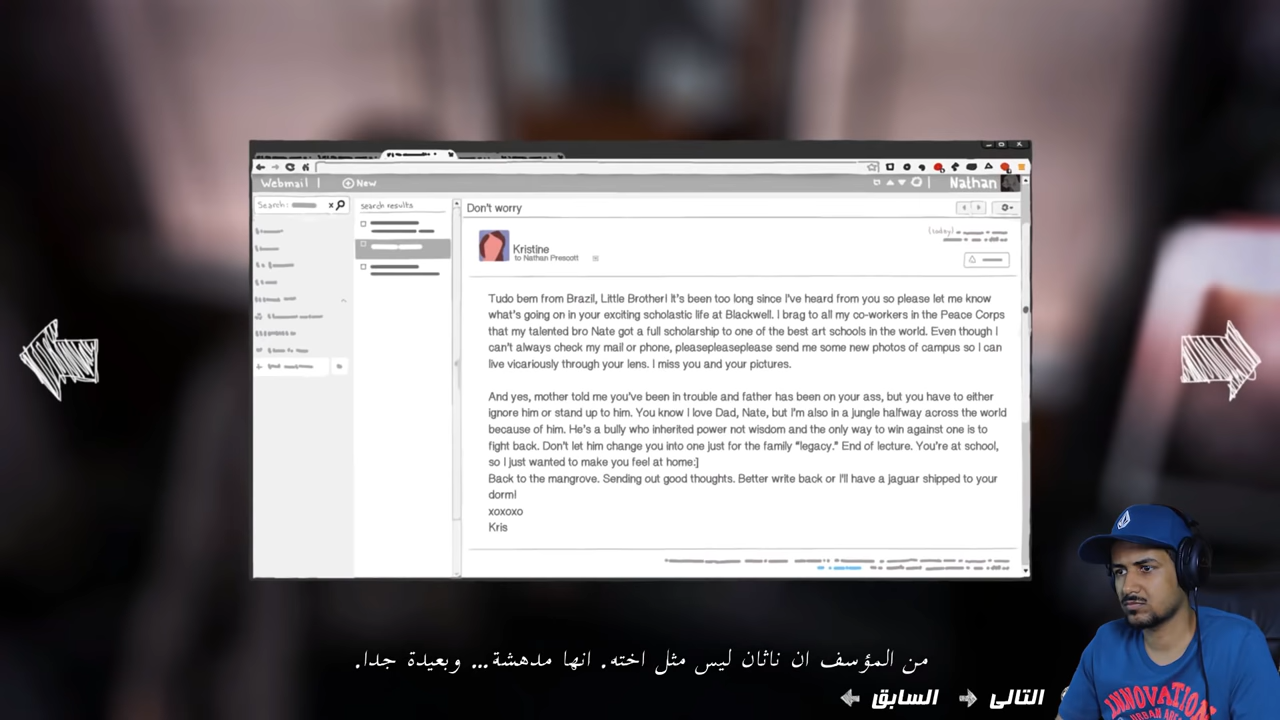 Webmail |
New
Nathan
Search:
x
search results
Don't worry
Kristine
to Nathan Prescott
(today)
Tudo bem from Brazil, Little Brother! It's been too long since I've heard from you so please let me know
what's going on in your exciting scholastic life at Blackwell. I brag to all my co-workers in the Peace Corps
that my talented bro Nate got a full scholarship to one of the best art schools in the world. Even though I
can't always check my mail or phone, pleasepleaseplease send me some new photos of campus so I can
live vicariously through your lens. I miss you and your pictures.
And yes, mother told me you've been in trouble and father has been on your ass, but you have to either
ignore him or stand up to him. You know I love Dad, Nate, but I'm also in a jungle halfway across the world
because of him. He's a bully who inherited power not wisdom and the only way to win against one is to
fight back. Don't let him change you into one just for the family "legacy." End of lecture. You're at school,
so I just wanted to make you feel at home:]
Back to the mangrove. Sending out good thoughts. Better write back or I'll have a jaguar shipped to your
dorm!
xoxoxo
Kris
من المؤسف ان ناثان ليس مثل اخته. انها مدهشة... وبعيدة جدا.
التالى
السابق
INNOVATION
URBAN